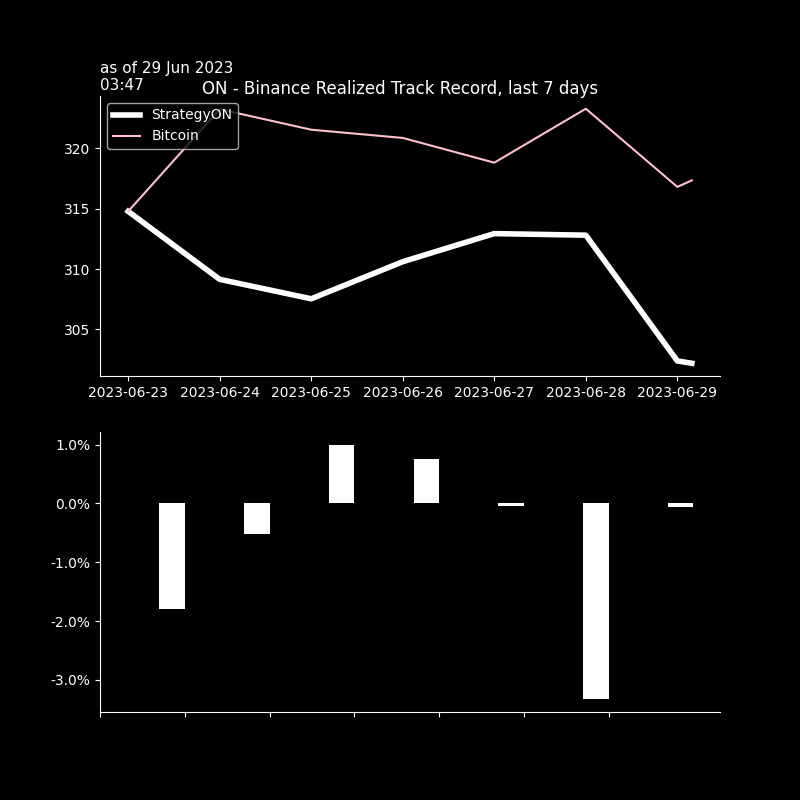 as of 29 Jun 2023
03:47
ON - Binance Realized Track Record, last 7 days
StrategyON
Bitcoin
320
315
310
305
2023-06-23 2023-06-24 2023-06-25 2023-06-26 2023-06-27 2023-06-28 2023-06-29
1.0%
0.0%
-1.0%
-2.0%
-3.0%